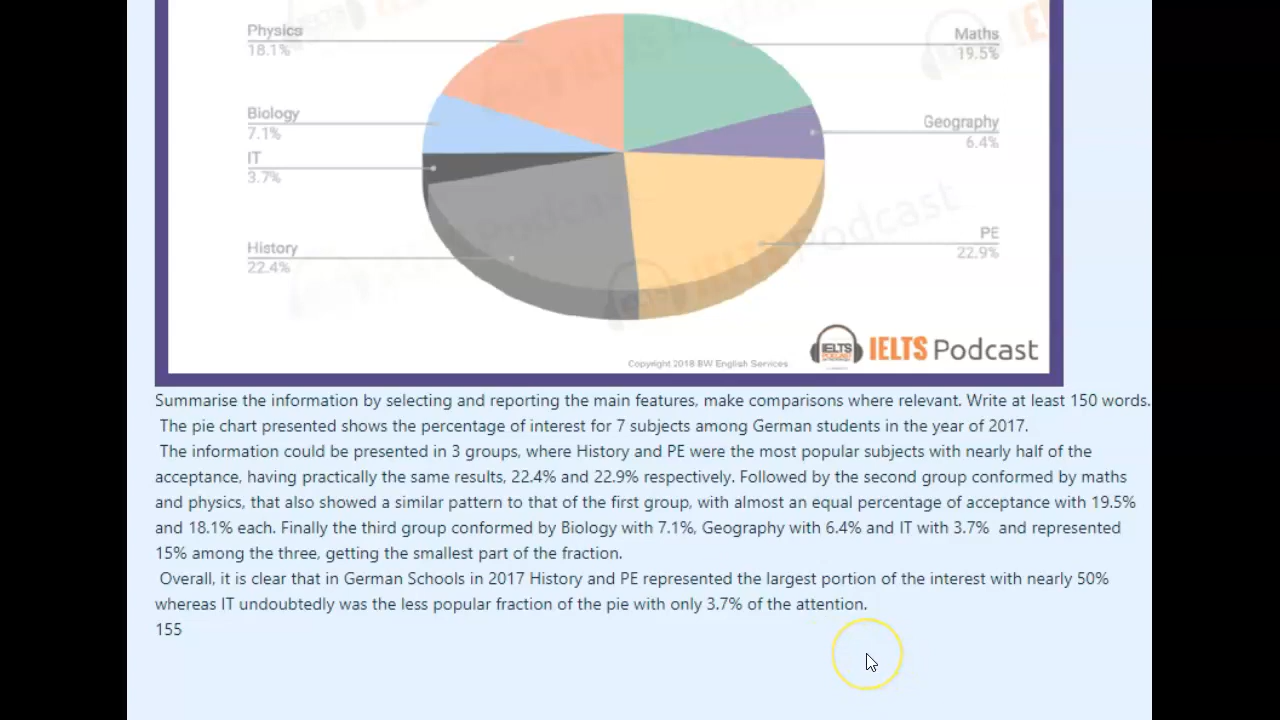 Physics
18.1%
Maths
19.5%
Biology
7.1%
Geography
6.4%
IT
3.7%
History
22.4%
PE
22.9%
IELTS Podcast
Copyright 2018 BW English Services
Summarise the information by selecting and reporting the main features, make comparisons where relevant. Write at least 150 words.
The pie chart presented shows the percentage of interest for 7 subjects among German students in the year of 2017.
The information could be presented in 3 groups, where History and PE were the most popular subjects with nearly half of the
acceptance, having practically the same results, 22.4% and 22.9% respectively. Followed by the second group conformed by maths
and physics, that also showed a similar pattern to that of the first group, with almost an equal percentage of acceptance with 19.5%
and 18.1% each. Finally the third group conformed by Biology with 7.1%, Geography with 6.4% and IT with 3.7% and represented
15% among the three, getting the smallest part of the fraction.
Overall, it is clear that in German Schools in 2017 History and PE represented the largest portion of the interest with nearly 50%
whereas IT undoubtedly was the less popular fraction of the pie with only 3.7% of the attention.
155